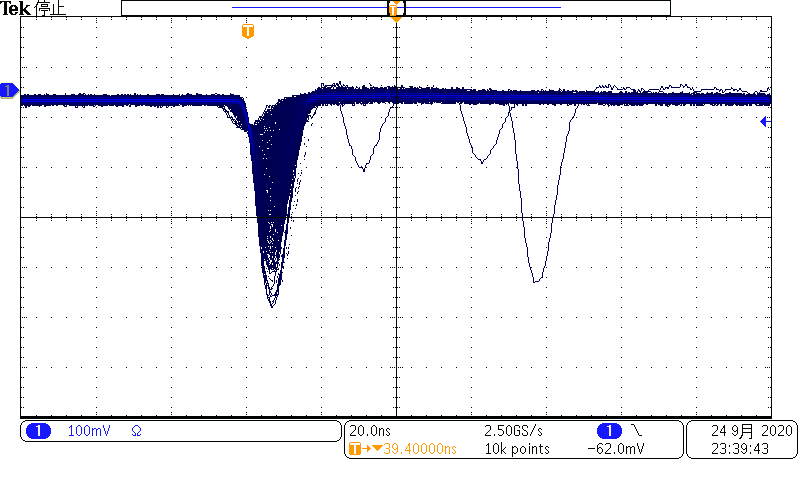 Tek 停止
T
T
1
1 100mV Ω
20.0ns 2.50GS/s 1
T→▼39.40000ns 10k points -62.0mV
24 9月 2020
23:39:43